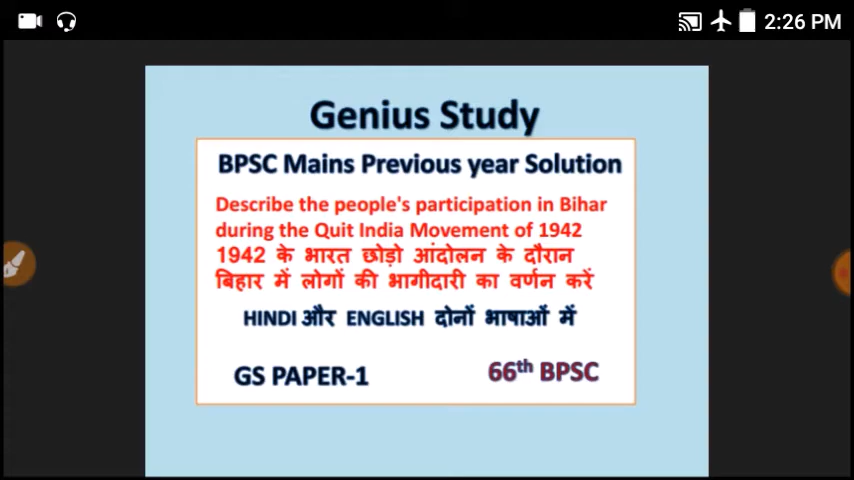 2:26 PM
Genius Study
BPSC Mains Previous year Solution
Describe the people's participation in Bihar
during the Quit India Movement of 1942
1942 के भारत छोड़ो आंदोलन के दौरान
बिहार में लोगों की भागीदारी का वर्णन करें
HINDI और ENGLISH दोनों भाषाओं में
GS PAPER-1 66th BPSC